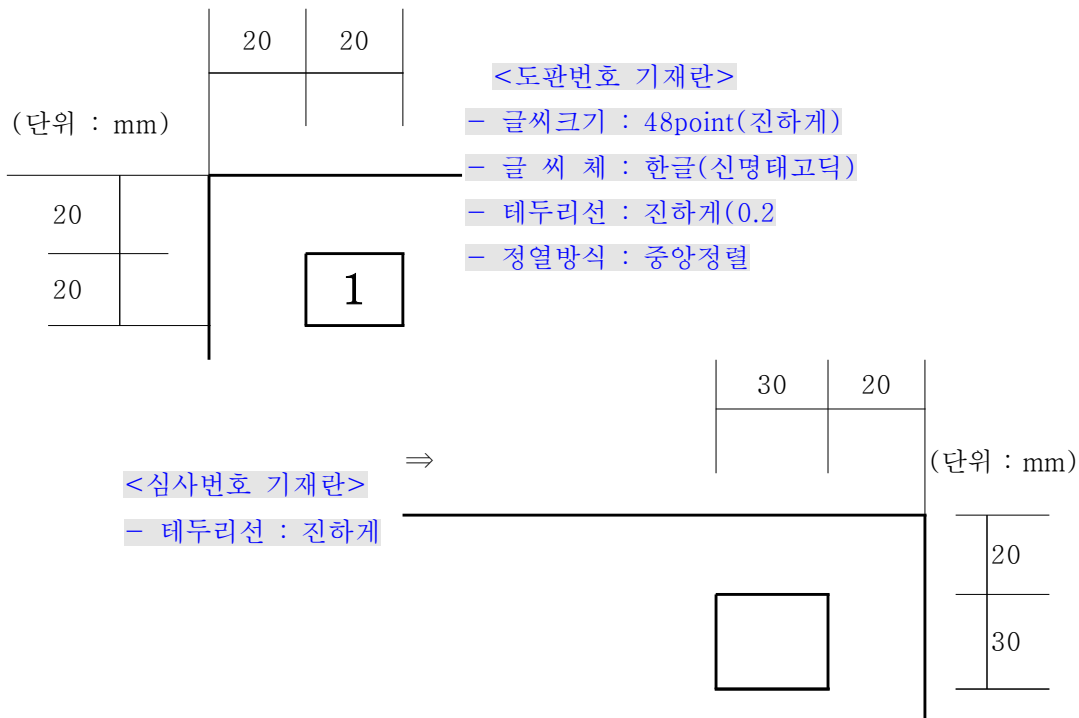 20 20
<도판번호 기재란>
(단위 : mm)
- 글씨크기 : 48point(진하게)
- 글 씨 체 : 한글(신명태고딕)
20
- 테두리선 : 진하게(0.2
- 정열방식 : 중앙정렬
20
1
30 20
⇒
(단위 : mm)
<심사번호 기재란>
- 테두리선 : 진하게
20
30